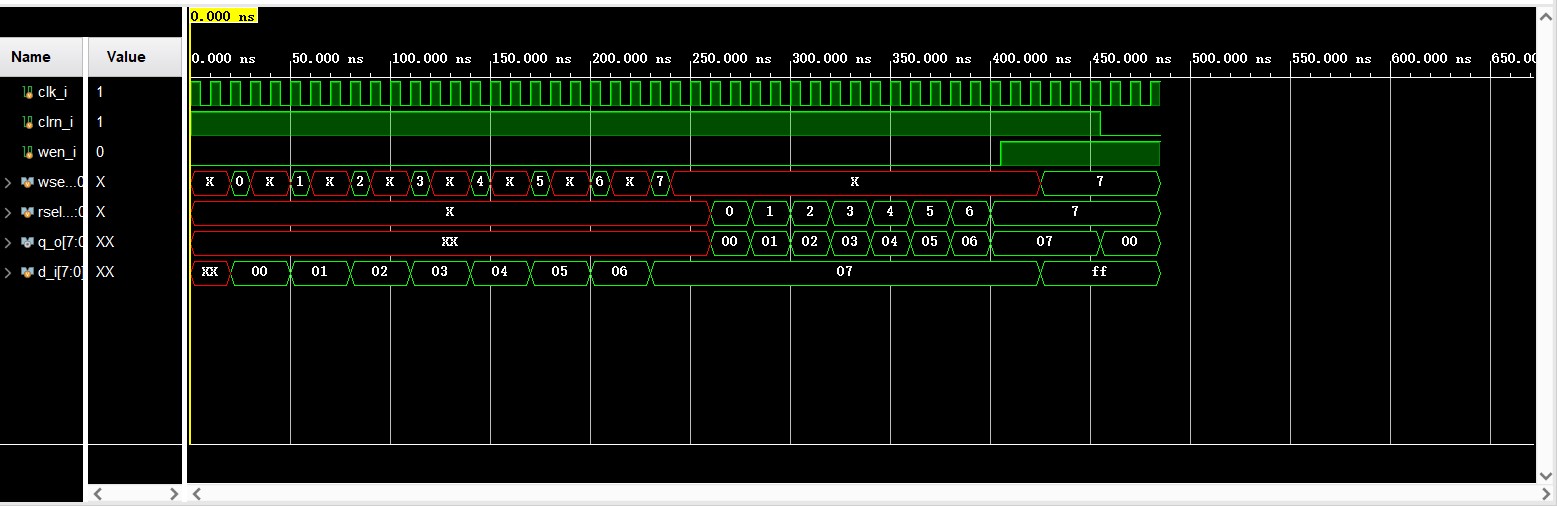 0.000 ns
Name Value 0.000 ns 50.000 ns 100.000 ns 150.000 ns 200.000 ns 250.000 ns 300.000 ns 350.000 ns 400.000 ns 450.000 ns 500.000 ns 550.000 ns 600.000 ns 650.0
clk_i 1
clrn_i 1
wen_i 0
wse...0 X X 0 X 1 X 2 X 3 X 4 X 5 X 6 X 7 X 7
rsel...:0 X X 0 1 2 3 4 5 6 7
q_o[7:0 XX XX 00 01 02 03 04 05 06 07 00
d_i[7:0] XX XX 00 01 02 03 04 05 06 07 ff